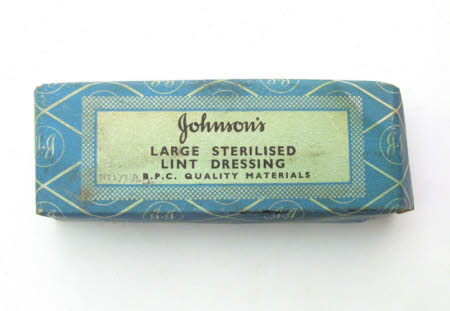 Johnson's
LARGE STERILISED
LINT DRESSING
B.P.C. QUALITY MATERIALS